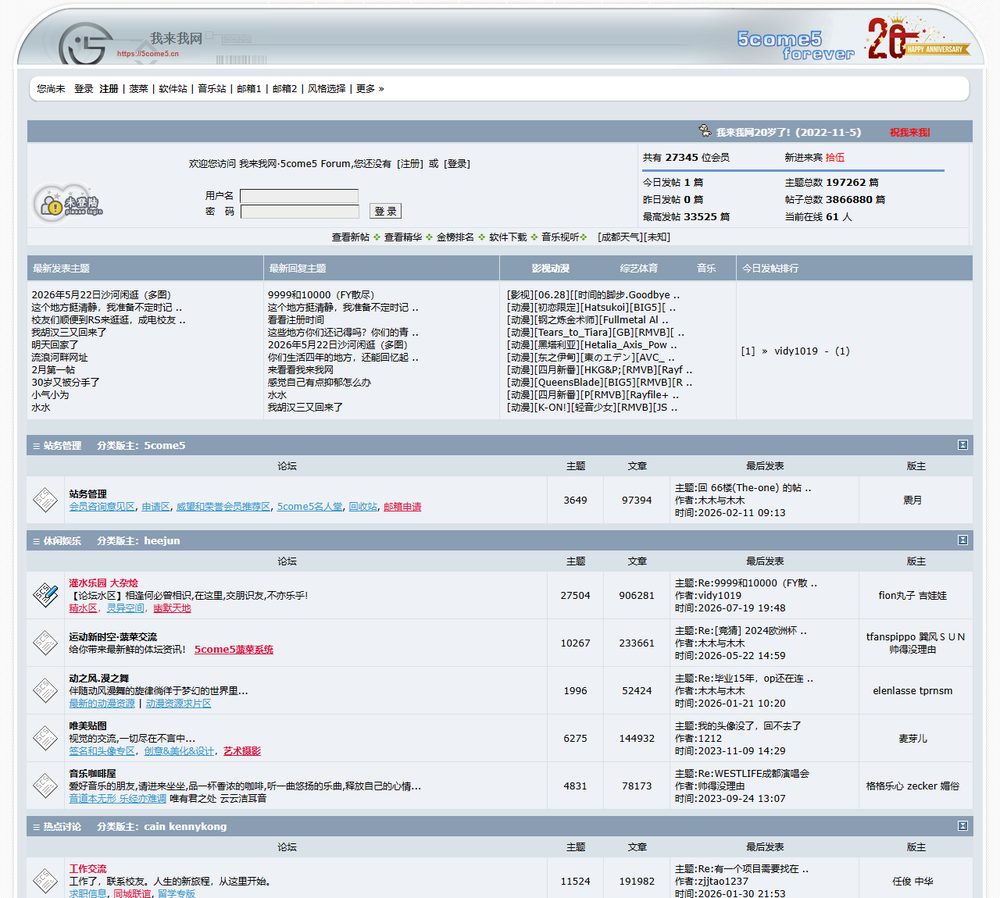 我来我网
https://5come5.cn
5come5
forever
20
HAPPY ANNIVERSARY
您尚未 登录 注册 | 菠菜 | 软件站 | 音乐站 | 邮箱1 | 邮箱2 | 风格选择 | 更多 »
我来我网20岁了! (2022-11-5) 祝我来我!
欢迎您访问 我来我网·5come5 Forum,您还没有 [注册] 或 [登录]
未登陆
please login
用户名
密 码
登 录
共有 27345 位会员 新进来宾 拾伍
今日发帖 1 篇 主题总数 197262 篇
昨日发帖 0 篇 帖子总数 3866880 篇
最高发帖 33525 篇 当前在线 61 人
查看新帖 查看精华 金榜排名 软件下载 音乐视听 [成都天气][未知]
最新发表主题 最新回复主题 影视动漫 综艺体育 音乐 今日发帖排行
2026年5月22日沙河闲逛（多图）
这个地方挺清静，我准备不定时记 ..
校友们顺便到RS来逛逛，成电校友 ..
我胡汉三又回来了
明天回家了
流浪河畔网址
2月第一帖
30岁又被分手了
小气小为
水水
9999和10000（FY散尽）
这个地方挺清静，我准备不定时记 ..
看看注册时间
这些地方你们还记得吗？你们的青 ..
2026年5月22日沙河闲逛（多图）
你们生活四年的地方，还能回忆起 ..
来看看我来我网
感觉自己有点抑郁怎么办
水水
我胡汉三又回来了
[影视][06.28][[时间的脚步.Goodbye ..
[动漫][初恋限定][Hatsukoi][BIG5][ ..
[动漫][钢之炼金术师][Fullmetal Al ..
[动漫][Tears_to_Tiara][GB][RMVB][ ..
[动漫][黑塔利亚][Hetalia_Axis_Pow ..
[动漫][东之伊甸][東のエデン][AVC_ ..
[动漫][四月新番][HKG&P;[RMVB][Rayf ..
[动漫][QueensBlade][BIG5][RMVB][R ..
[动漫][四月新番][P[RMVB][Rayfile+ ..
[动漫][K-ON!][轻音少女][RMVB][JS ..
[1] » vidy1019 - (1)
站务管理 分类版主: 5come5
论坛 主题 文章 最后发表 版主
站务管理
会员咨询意见区, 申请区, 威望和荣誉会员推荐区, 5come5名人堂, 回收站, 邮箱申请
3649 97394
主题:回 66楼(The-one) 的帖 ..
作者:木木与木木
时间:2026-02-11 09:13
震月
休闲娱乐 分类版主: heejun
论坛 主题 文章 最后发表 版主
灌水乐园 大杂烩
【论坛水区】相逢何必曾相识,在这里,交朋识友,不亦乐乎!
精水区, 灵异空间, 幽默天地
27504 906281
主题:Re:9999和10000（FY散 ..
作者:vidy1019
时间:2026-07-19 19:48
fion丸子 吉娃娃
运动新时空·菠菜交流
给你带来最新鲜的体坛资讯! 5come5菠菜系统
10267 233661
主题:Re:[竞猜] 2024欧洲杯 ..
作者:木木与木木
时间:2026-05-22 14:59
tfanspippo 龑风ＳＵＮ
帅得没理由
动之风.漫之舞
伴随动风漫舞的旋律徜徉于梦幻的世界里...
最新的动漫资源 | 动漫资源求片区
1996 52424
主题:Re:毕业15年，op还在连 ..
作者:木木与木木
时间:2026-01-21 10:20
elenlasse tprnsm
唯美贴图
视觉的交流,一切尽在不言中...
签名和头像专区, 创意&美化&设计, 艺术摄影
6275 144932
主题:我的头像没了，回不去了
作者:1212
时间:2023-11-09 14:29
麦芽儿
音乐咖啡屋
爱好音乐的朋友,请进来坐坐,品一杯香浓的咖啡,听一曲悠扬的乐曲,释放自己的心情...
音道本无形 乐经亦难调 唯有君之处 云云洁耳音
4831 78173
主题:Re:WESTLIFE成都演唱会
作者:帅得没理由
时间:2023-09-24 13:07
格格乐心 zecker 媚俗
热点讨论 分类版主: cain kennykong
论坛 主题 文章 最后发表 版主
工作交流
工作了，联系校友。人生的新旅程，从这里开始。
求职信息, 同城联谊, 留学专版
11524 191982
主题:Re:有一个项目需要找在 ..
作者:zjjtao1237
时间:2026-01-30 21:53
任俊 中华